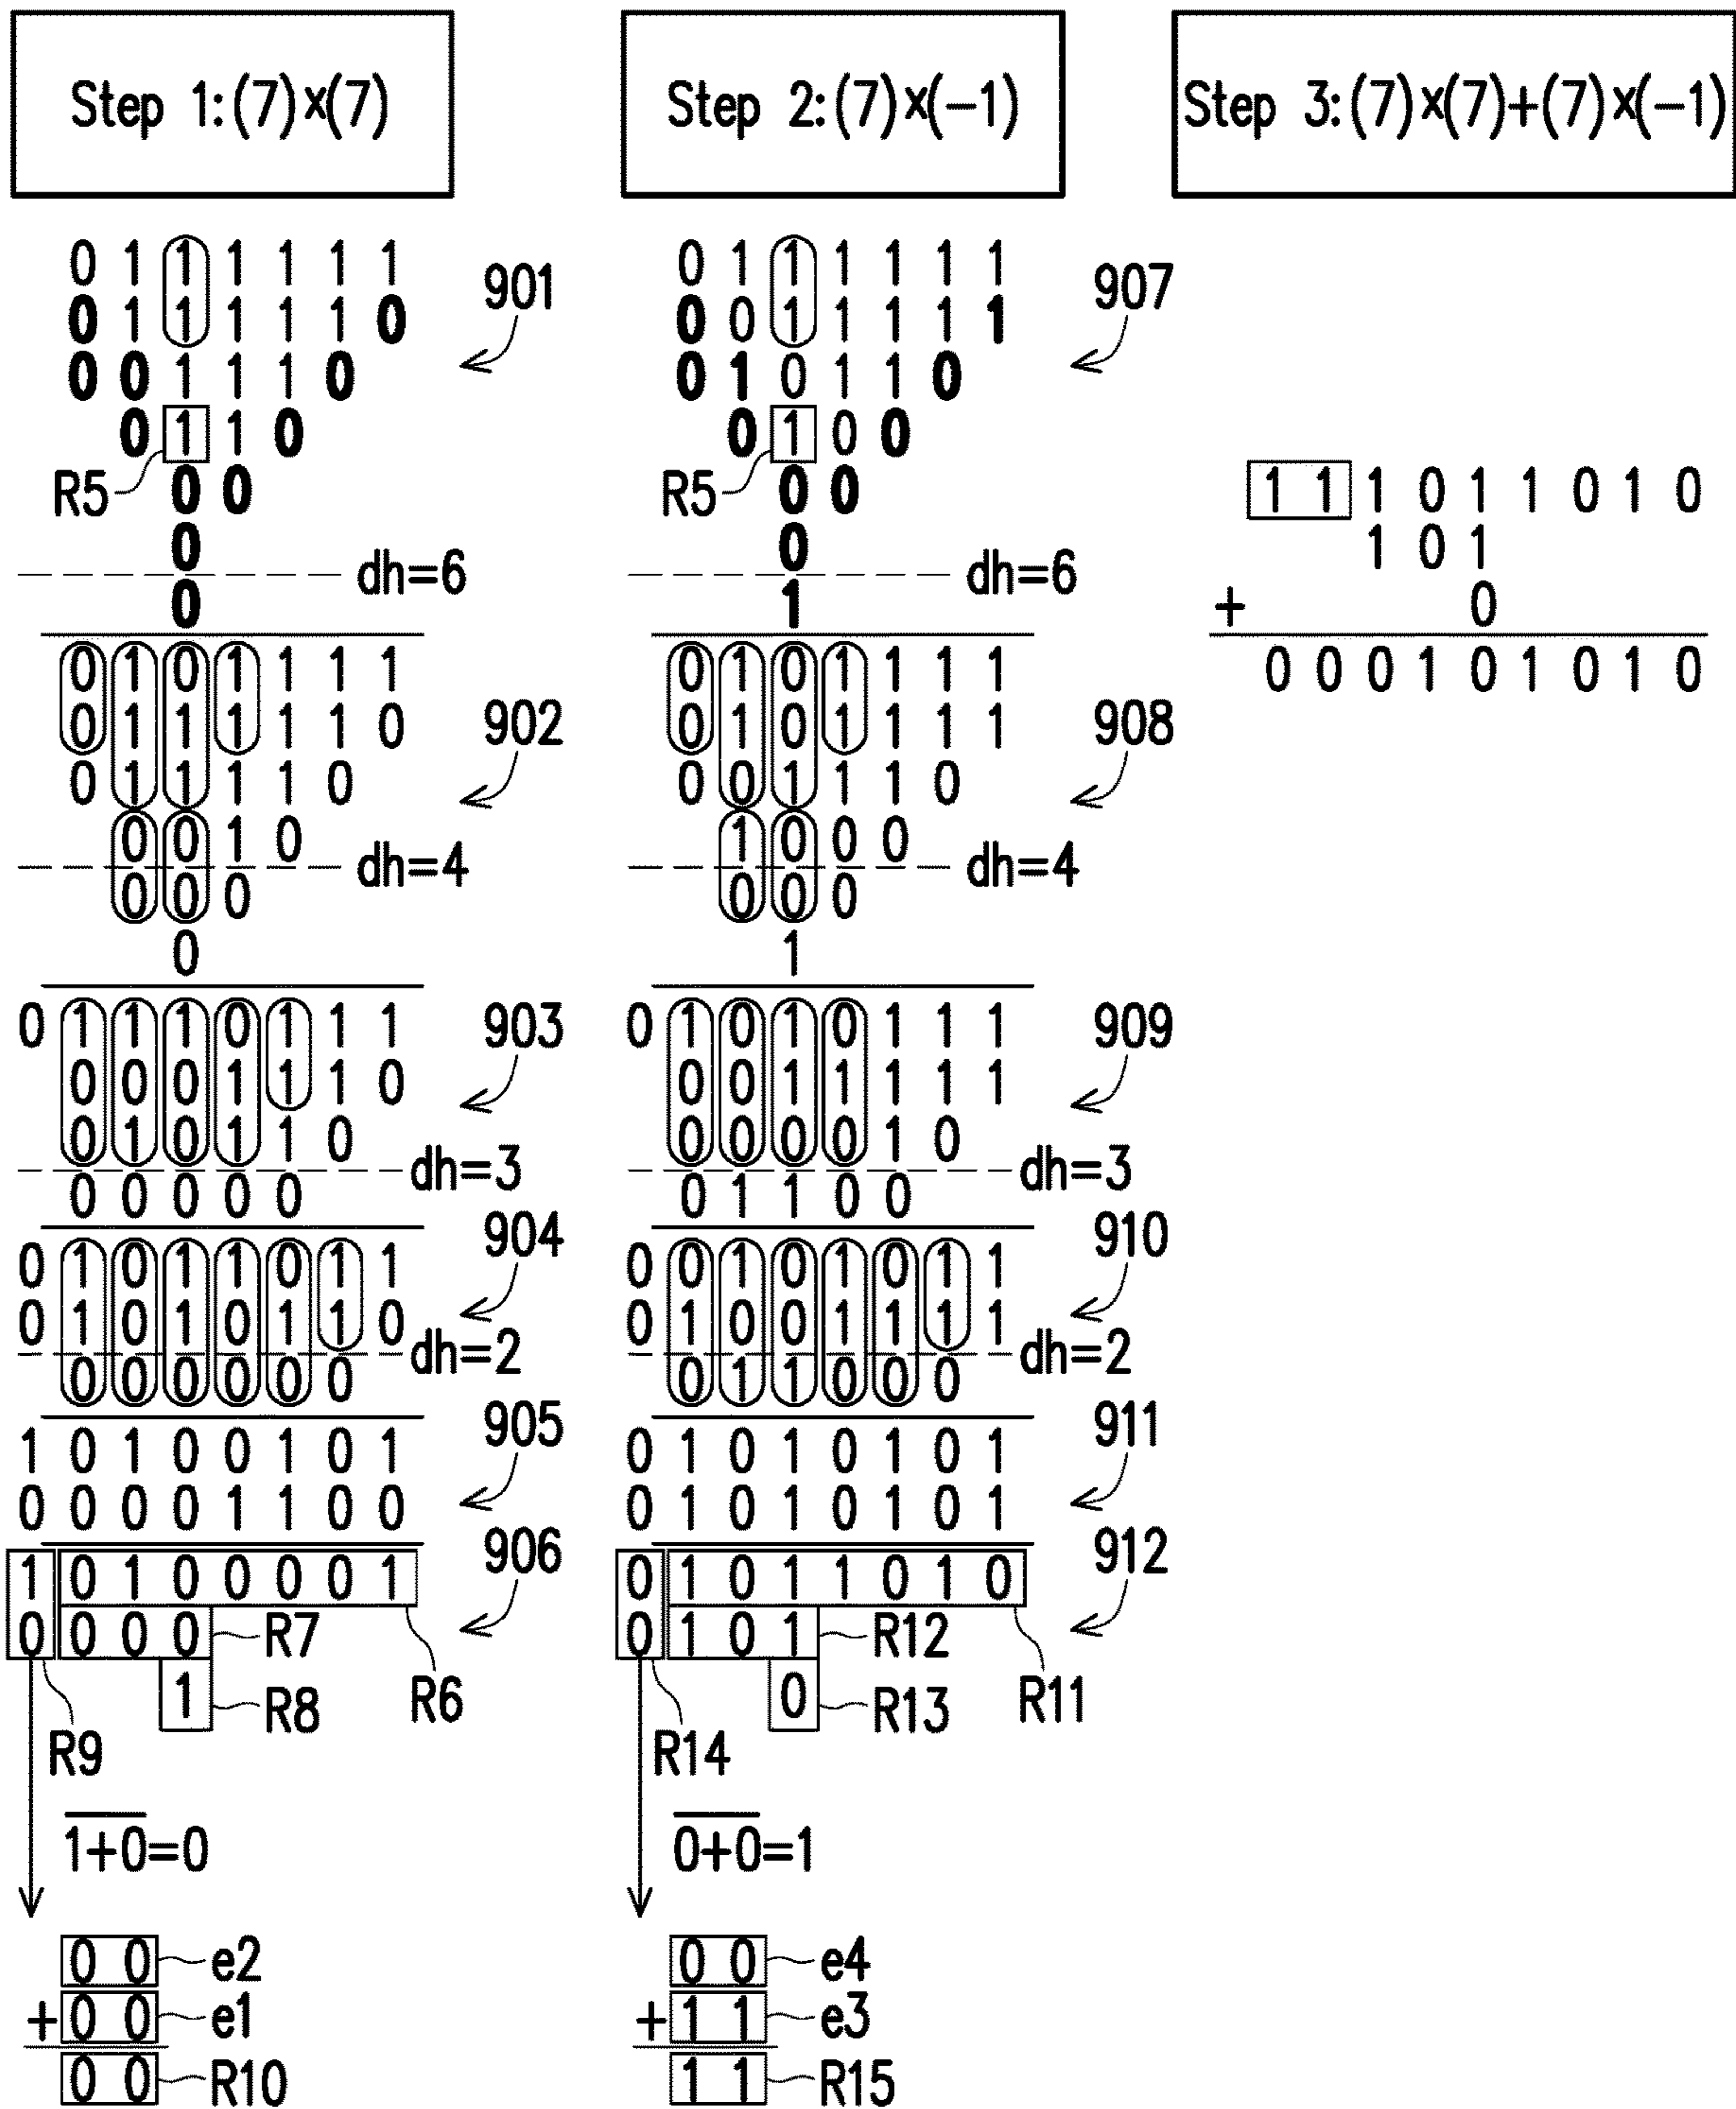 Step 1:(7)x(7)
0 1 1 1 1 1 1
0 1 1 1 1 1 0
901
0 0 1 1 1 0
0 1 1 0
R5
0 0
0
dh=6
0
0 1 0 1 1 1 1
0 1 1 1 1 1 0
902
0 1 1 1 1 0
0 0 1 0
dh=4
0 0 0
0
0 1 1 1 0 1 1 1
903
0 0 0 1 1 1 0
0 1 0 1 1 0
dh=3
0 0 0 0 0
904
0 1 0 1 1 0 1 1
0 1 0 1 0 1 1 0
dh=2
0 0 0 0 0 0
905
1 0 1 0 0 1 0 1
0 0 0 0 1 1 0 0
906
1 0 1 0 0 0 0 1
0 0 0 0
R7
1
R8
R6
R9
1+0=0
0 0 e2
+ 0 0 e1
0 0 R10
Step 2:(7)x(-1)
0 1 1 1 1 1 1
907
0 0 1 1 1 1 1
0 1 0 1 1 0
0 1 0 0
R5
0 0
0
dh=6
1
0 1 0 1 1 1 1
0 1 0 1 1 1 1
908
0 0 1 1 1 0
1 0 0 0
dh=4
0 0 0
1
0 1 0 1 0 1 1 1
909
0 0 1 1 1 1 1
0 0 0 0 1 0
dh=3
0 1 1 0 0
910
0 0 1 0 1 0 1 1
0 1 0 0 1 1 1 1
dh=2
0 1 1 0 0 0
911
0 1 0 1 0 1 0 1
0 1 0 1 0 1 0 1
912
0 1 0 1 1 0 1 0
0 1 0 1
R12
0
R13
R11
R14
0+0=1
0 0 e4
+ 1 1 e3
1 1 R15
Step 3:(7)x(7)+(7)x(-1)
1 1 1 0 1 1 0 1 0
1 0 1
+ 0
0 0 0 1 0 1 0 1 0